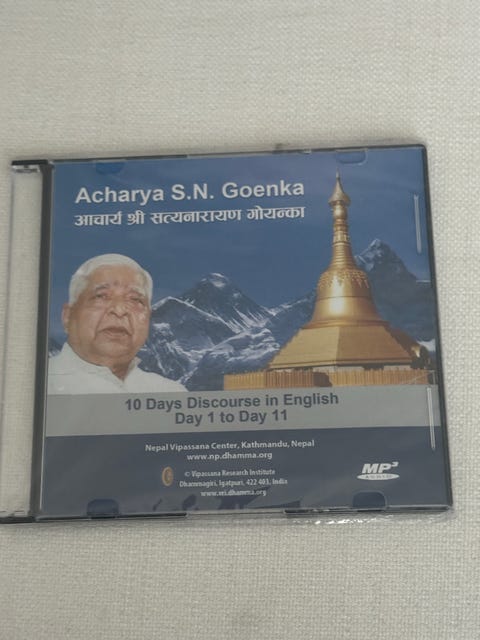 Acharya S.N. Goenka
आचार्य श्री सत्यनारायण गोयन्का
10 Days Discourse in English
Day 1 to Day 11
Nepal Vipassana Center, Kathmandu, Nepal
www.np.dhamma.org
© Vipassana Research Institute
Dhammagiri, Igatpuri, 422 403, India
www.vri.dhamma.org
MP3
AUDIO